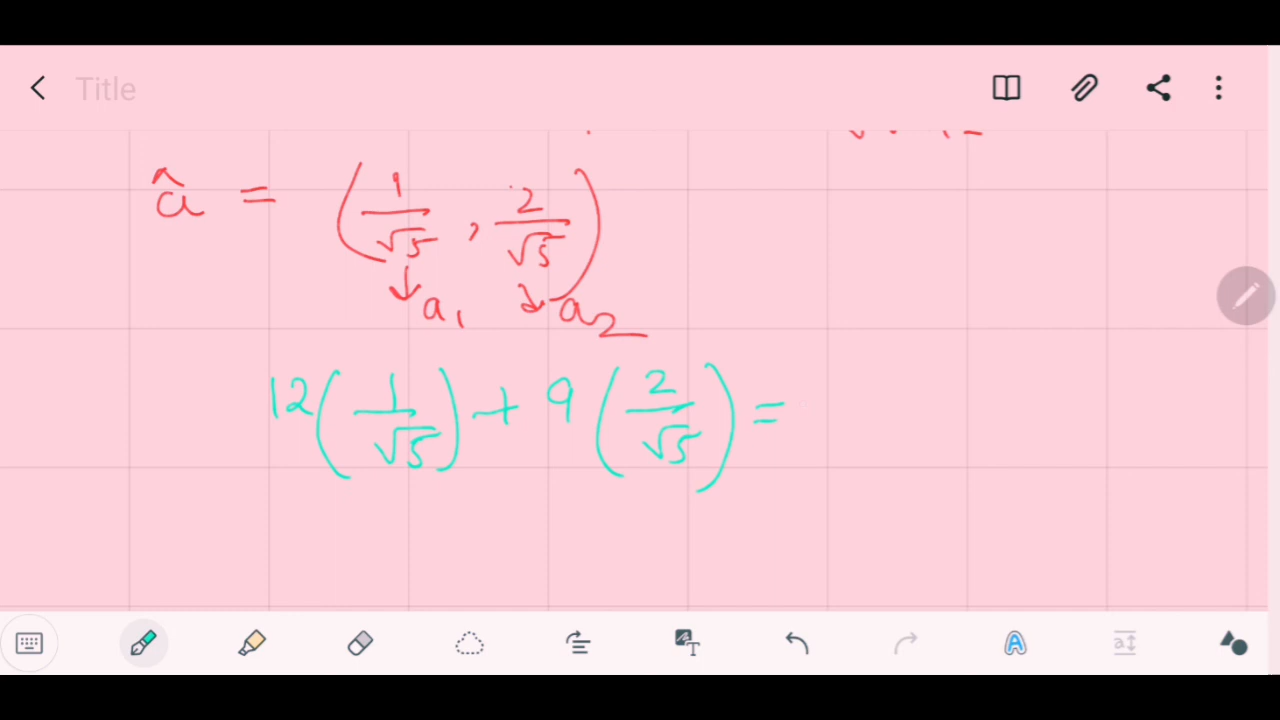 Title
â = (1/√5 , 2/√5)
↓ a₁ ↓ a₂
12(1/√5) + 9(2/√5) =